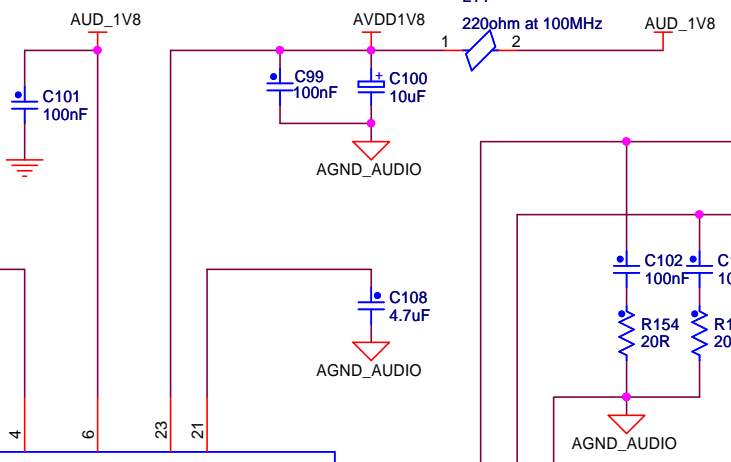 AUD_1V8
AVDD1V8
220ohm at 100MHz
AUD_1V8
1
2
C101
100nF
C99
100nF
+
C100
10uF
AGND_AUDIO
C102
100nF
C108
4.7uF
R154
20R
AGND_AUDIO
AGND_AUDIO
4
6
23
21